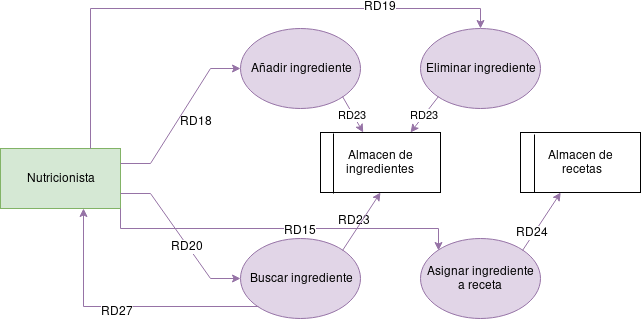 RD19
Añadir ingrediente
Eliminar ingrediente
RD18
RD23
RD23
Nutricionista
Almacen de
ingredientes
Almacen de
recetas
RD23
RD15
RD24
RD20
Buscar ingrediente
Asignar ingrediente
a receta
RD27